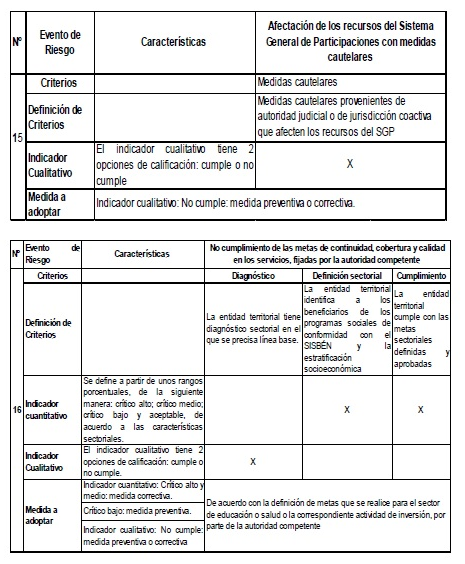 Nº
Evento de
Riesgo
Características
Afectación de los recursos del Sistema
General de Participaciones con medidas
cautelares
15
Criterios
Medidas cautelares
Definición de
Criterios
Medidas cautelares provenientes de
autoridad judicial o de jurisdicción coactiva
que afecten los recursos del SGP
Indicador
Cualitativo
El indicador cualitativo tiene 2
opciones de calificación: cumple o no
cumple
X
Medida a
adoptar
Indicador cualitativo: No cumple: medida preventiva o correctiva.
Nº
Evento de
Riesgo
Características
No cumplimiento de las metas de continuidad, cobertura y calidad
en los servicios, fijadas por la autoridad competente
16
Criterios
Diagnóstico
Definición sectorial
Cumplimiento
Definición de
Criterios
La entidad territorial tiene
diagnóstico sectorial en el
que se precisa línea base.
La entidad territorial
identifica a los
beneficiarios de los
programas sociales de
conformidad con el
SISBÉN y la
estratificación
socioeconómica
La entidad
territorial
cumple con las
metas
sectoriales
definidas y
aprobadas
Indicador
cuantitativo
Se define a partir de unos rangos
porcentuales, de la siguiente
manera: crítico alto; crítico medio;
crítico bajo y aceptable, de
acuerdo a las características
sectoriales.
X
X
Indicador
Cualitativo
El indicador cualitativo tiene 2
opciones de calificación: cumple o
no cumple.
X
Medida a
adoptar
Indicador cuantitativo: Crítico alto y
medio: medida correctiva.
Crítico bajo: medida preventiva.
Indicador cualitativo: No cumple:
medida preventiva o correctiva
De acuerdo con la definición de metas que se realice para el sector
de educación o salud o la correspondiente actividad de inversión, por
parte de la autoridad competente